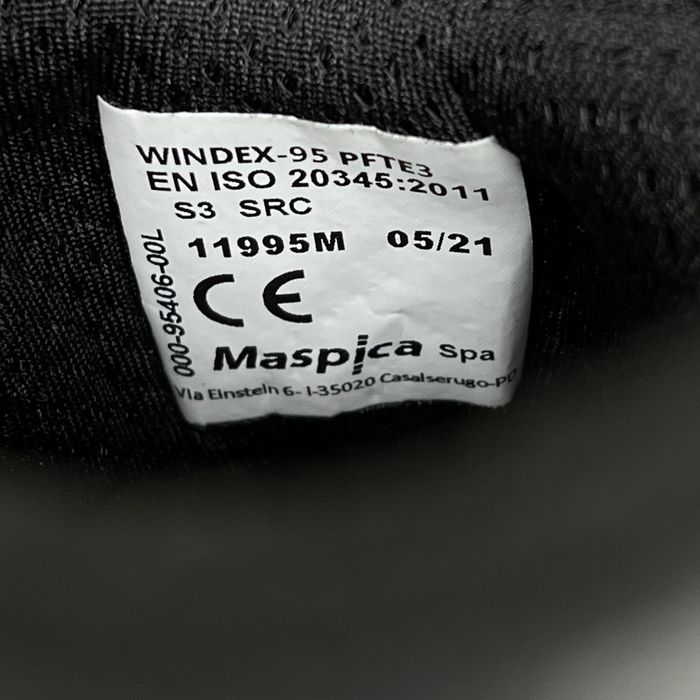 WINDEX-95 PFTE3
EN ISO 20345:2011
S3 SRC
11995M 05/21
000-95406-00L
CE
Maspica Spa
Via Einstein 6- I-35020 Casalserugo-PD